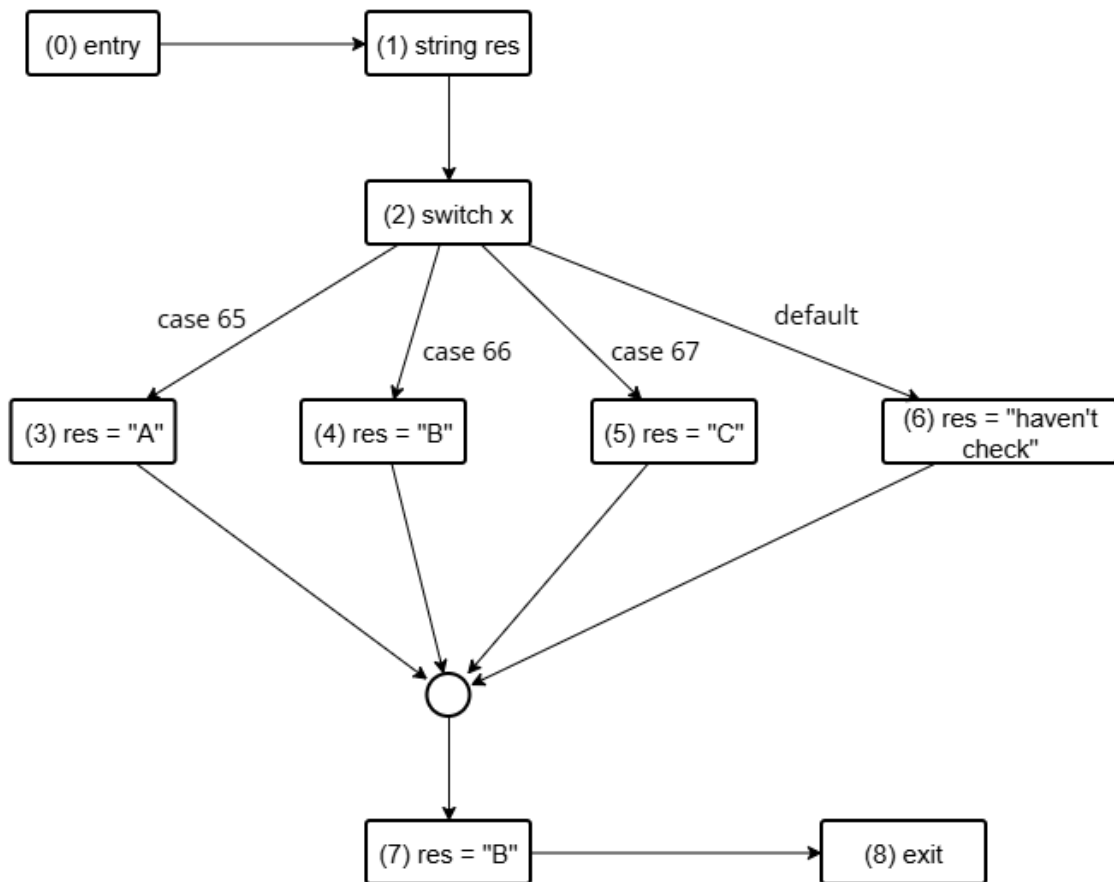 (0) entry
(1) string res
(2) switch x
case 65
case 66
case 67
default
(3) res = "A"
(4) res = "B"
(5) res = "C"
(6) res = "haven't
check"
(7) res = "B"
(8) exit